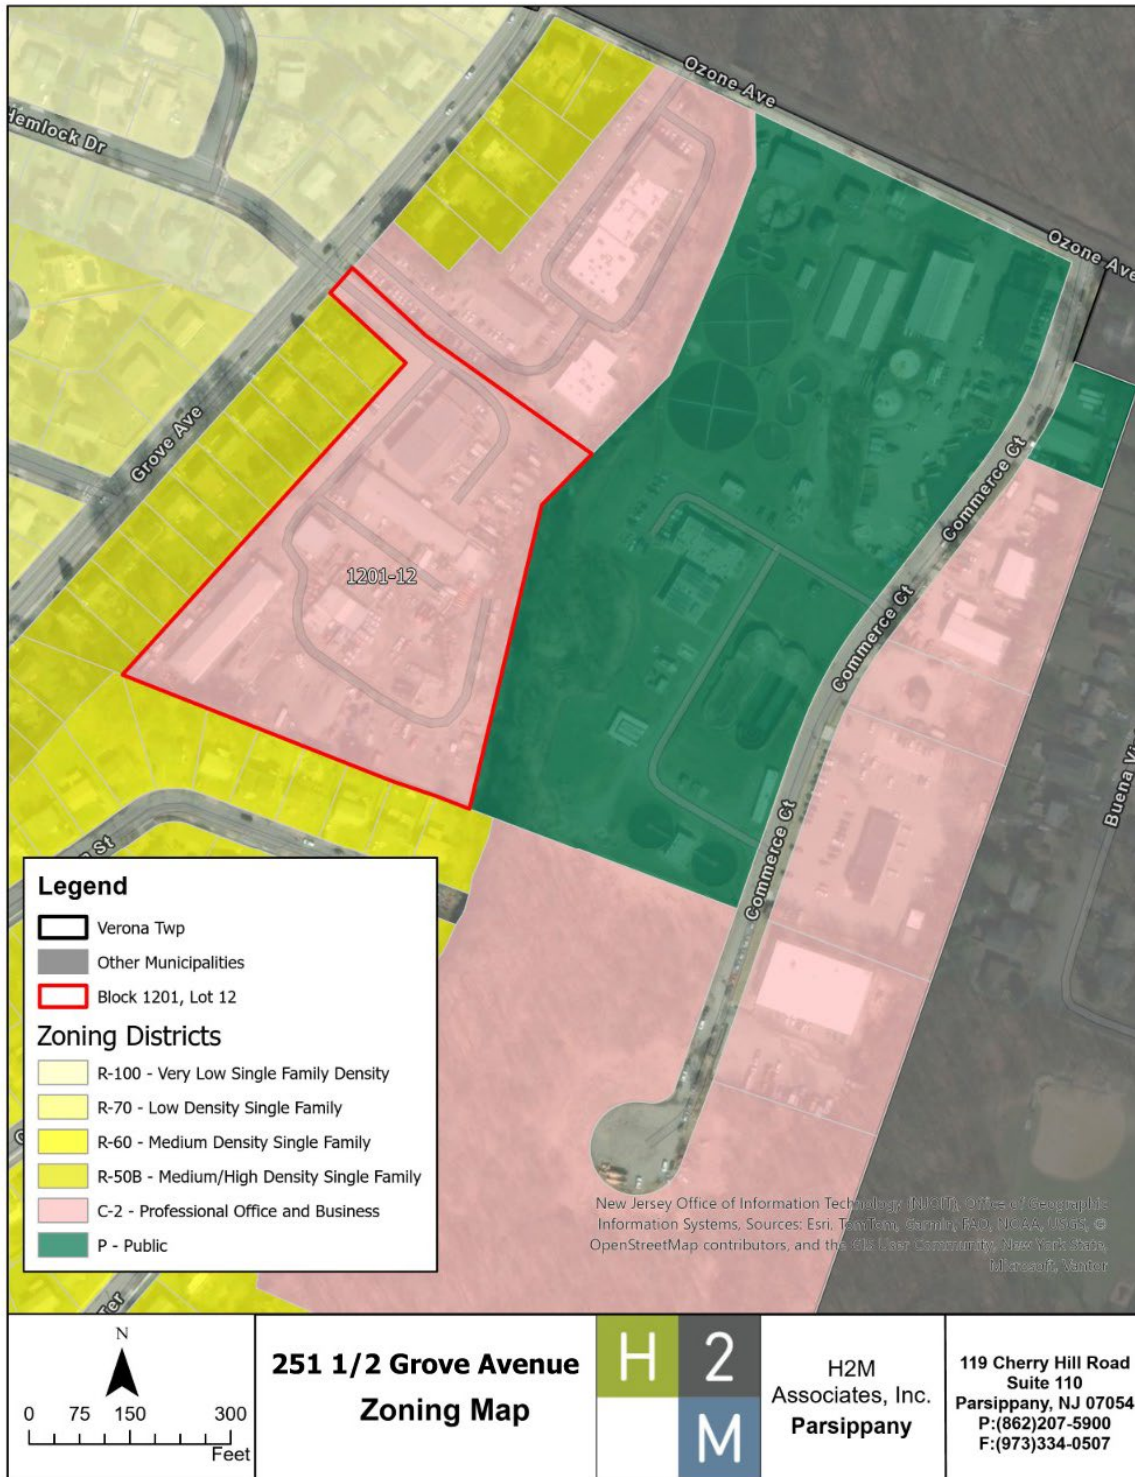 Ozone Ave
Hemlock Dr
Ozone Ave
Grove Ave
Commerce Ct
1201-12
Commerce Ct
Commerce Ct
St
Legend
Verona Twp
Other Municipalities
Block 1201, Lot 12
Zoning Districts
R-100 - Very Low Single Family Density
R-70 - Low Density Single Family
R-60 - Medium Density Single Family
R-50B - Medium/High Density Single Family
C-2 - Professional Office and Business
P - Public
New Jersey Office of Information Technology (NJOIT), Office of Geographic
Information Systems, Sources: Esri, TomTom, Garmin, FAO, NOAA, USGS, ©
OpenStreetMap contributors, and the GIS User Community, New York State,
Microsoft, Vantor
N
0 75 150 300
Feet
251 1/2 Grove Avenue
Zoning Map
H2M
H2M
Associates, Inc.
Parsippany
119 Cherry Hill Road
Suite 110
Parsippany, NJ 07054
P:(862)207-5900
F:(973)334-0507